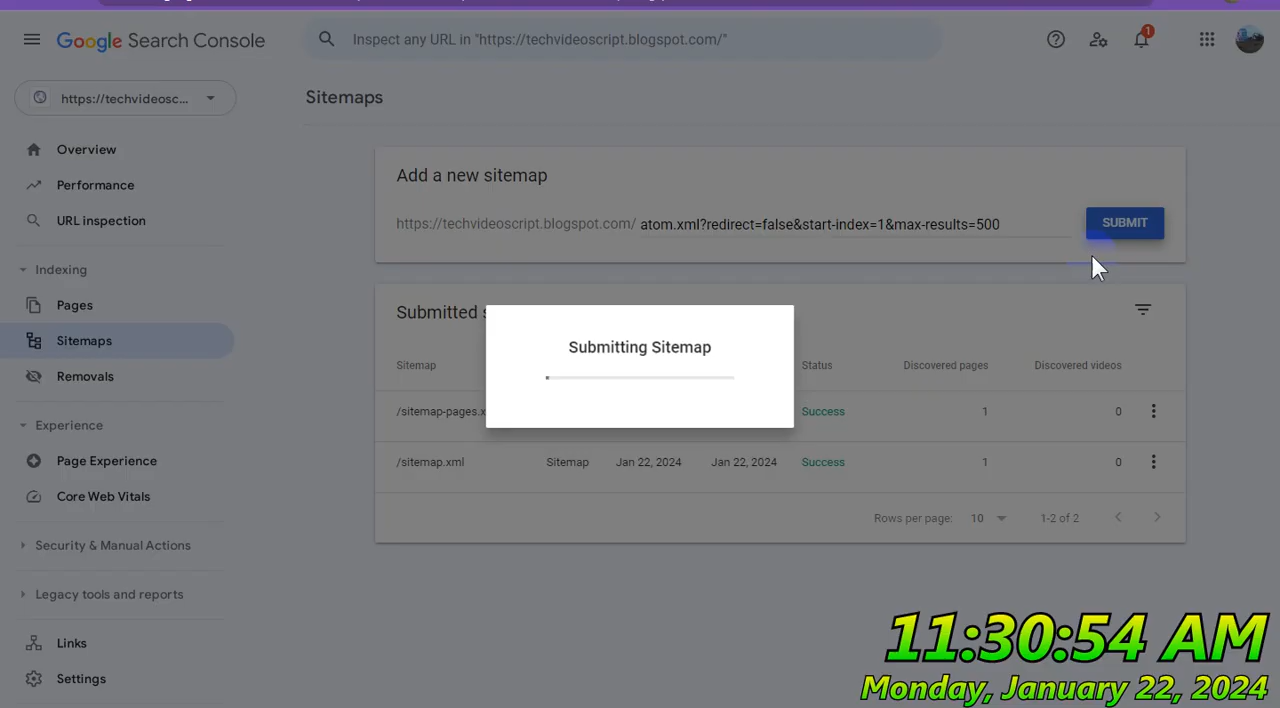 Google Search Console
Inspect any URL in "https://techvideoscript.blogspot.com/"
1
https://techvideosc...
Sitemaps
Overview
Performance
URL inspection
Indexing
Pages
Sitemaps
Removals
Experience
Page Experience
Core Web Vitals
Security & Manual Actions
Legacy tools and reports
Links
Settings
Add a new sitemap
https://techvideoscript.blogspot.com/ atom.xml?redirect=false&start-index=1&max-results=500
SUBMIT
Submitted s
Submitting Sitemap
Sitemap Status Discovered pages Discovered videos
/sitemap-pages.x Success 1 0
/sitemap.xml Sitemap Jan 22, 2024 Jan 22, 2024 Success 1 0
Rows per page: 10 1-2 of 2
11:30:54 AM
Monday, January 22, 2024